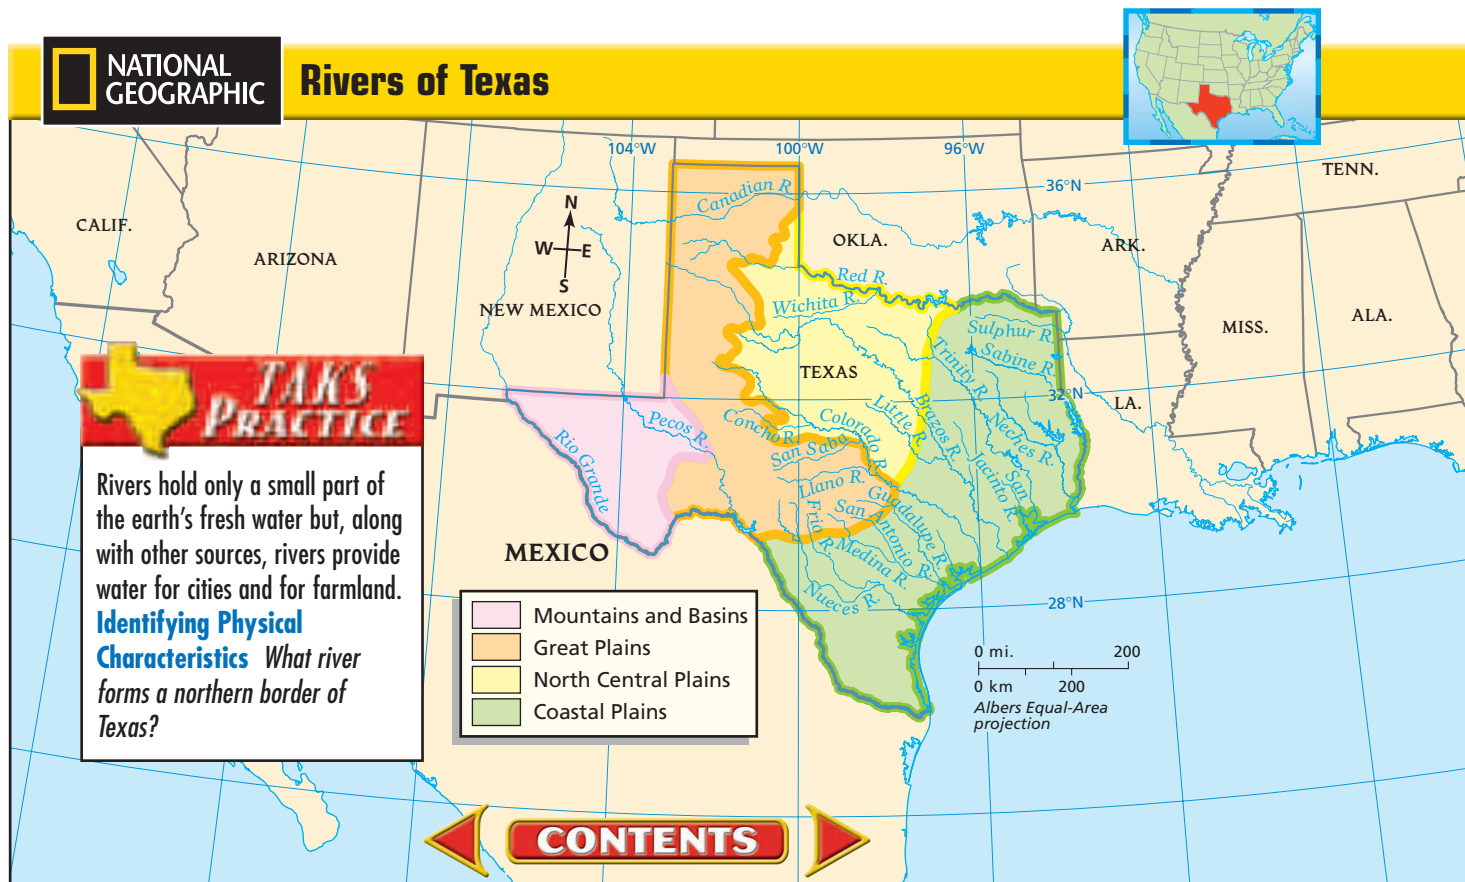 NATIONAL
GEOGRAPHIC
Rivers of Texas
104°W
100°W
96°W
36°N
32°N
28°N
N
W
E
S
CALIF.
ARIZONA
NEW MEXICO
OKLA.
ARK.
TENN.
MISS.
ALA.
LA.
TEXAS
MEXICO
Canadian R.
Red R.
Wichita R.
Sulphur R.
Sabine R.
Trinity R.
Neches R.
Brazos R.
Little R.
Colorado R.
Concho R.
San Saba
Pecos R.
Rio Grande
Llano R.
Guadalupe R.
San Antonio R.
San Jacinto R.
Frio R.
Medina R.
Nueces R.
TAKS
PRACTICE
Rivers hold only a small part of
the earth's fresh water but, along
with other sources, rivers provide
water for cities and for farmland.
Identifying Physical
Characteristics What river
forms a northern border of
Texas?
Mountains and Basins
Great Plains
North Central Plains
Coastal Plains
0 mi. 200
0 km 200
Albers Equal-Area
projection
CONTENTS